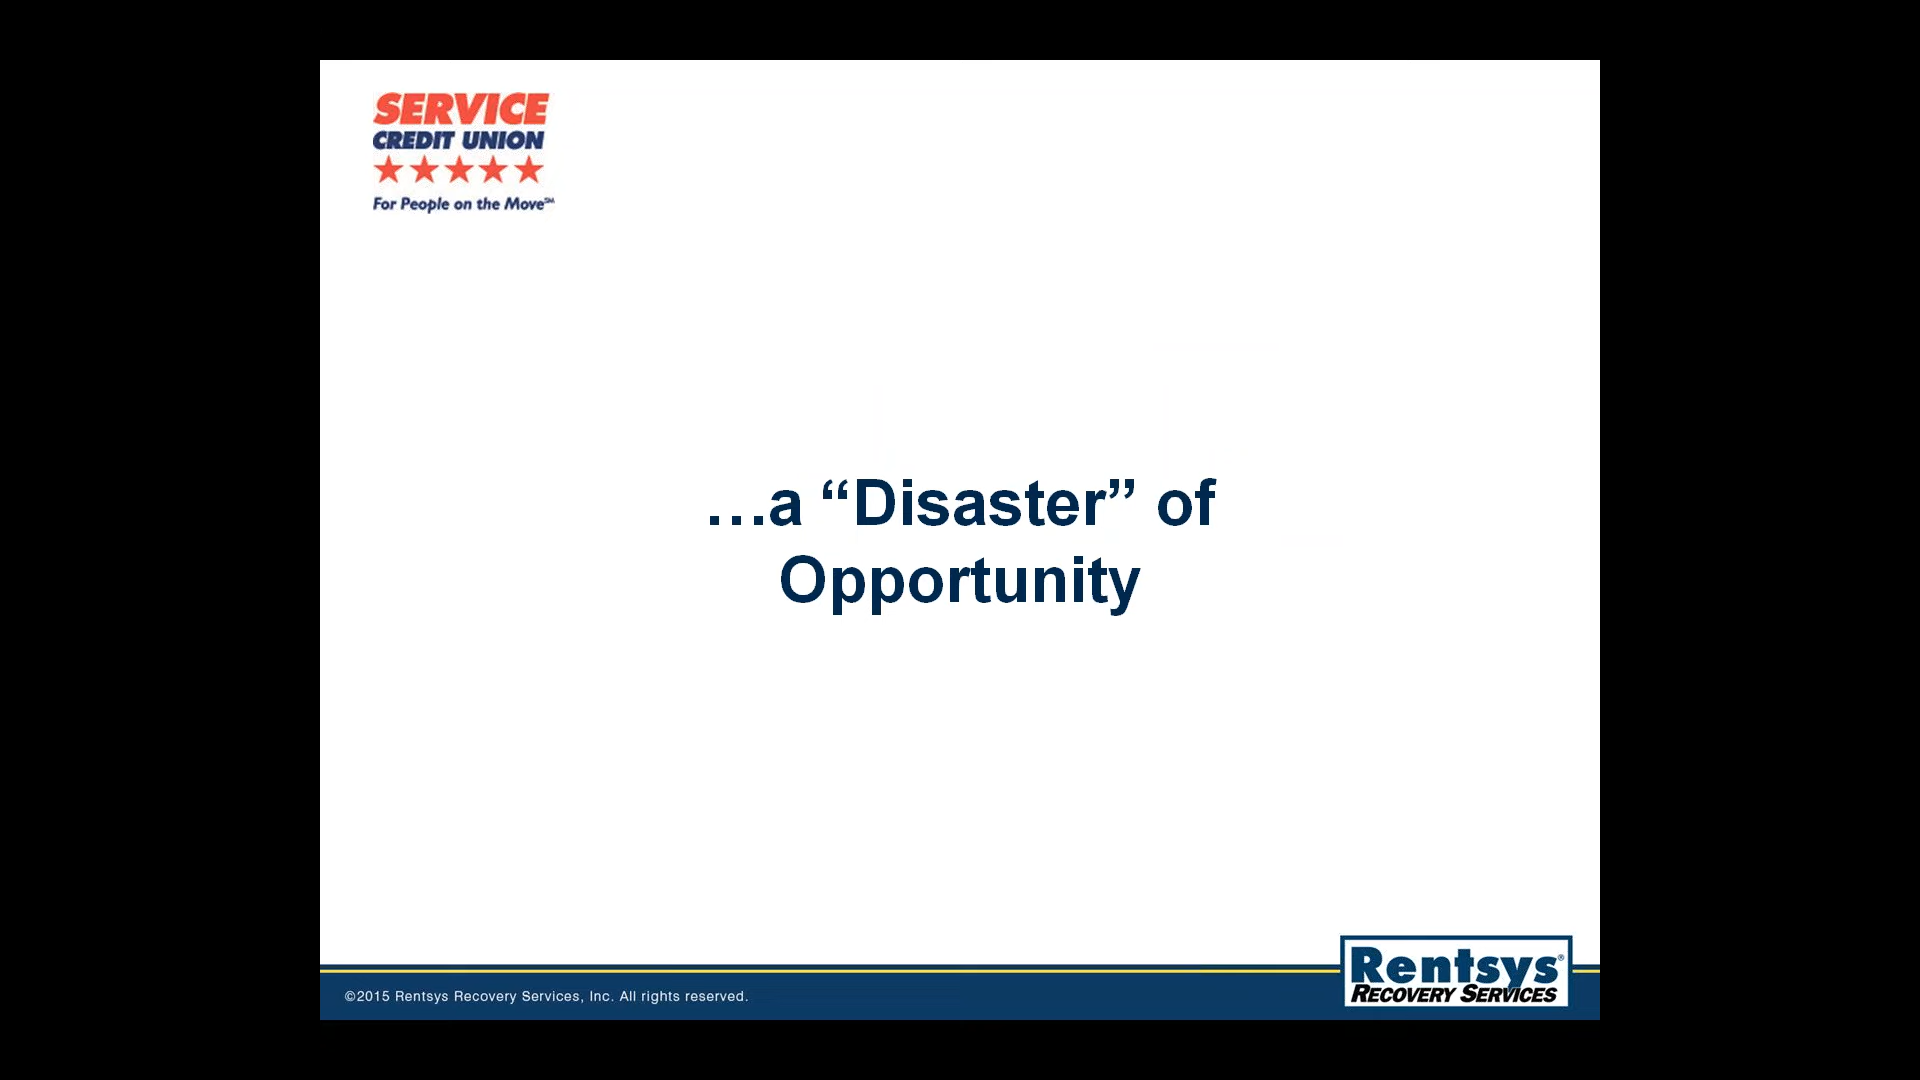 SERVICE
CREDIT UNION
For People on the Move℠
…a “Disaster” of
Opportunity
©2015 Rentsys Recovery Services, Inc. All rights reserved.
Rentsys®
RECOVERY SERVICES